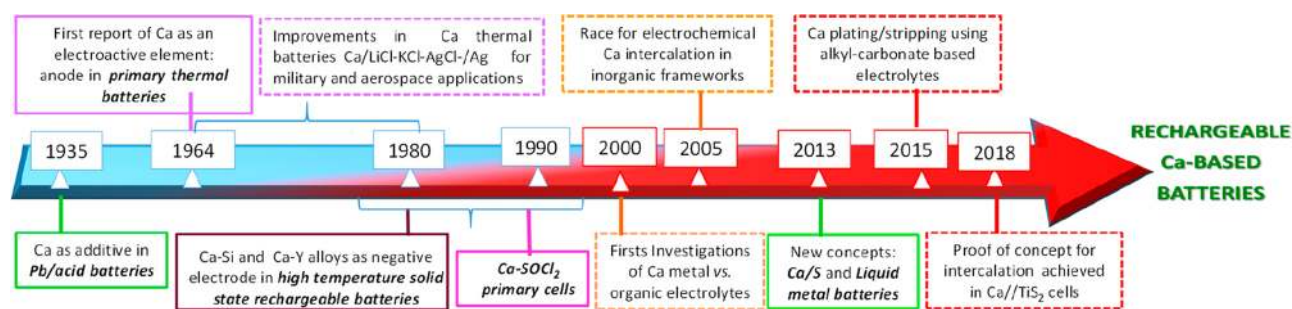 First report of Ca as an
electroactive element:
anode in primary thermal
batteries
Improvements in Ca thermal
batteries Ca/LiCl-KCl-AgCl-/Ag for
military and aerospace applications
Race for electrochemical
Ca intercalation in
inorganic frameworks
Ca plating/stripping using
alkyl-carbonate based
electrolytes
1935
1964
1980
1990
2000
2005
2013
2015
2018
RECHARGEABLE
Ca-BASED
BATTERIES
Ca as additive in
Pb/acid batteries
Ca-Si and Ca-Y alloys as negative
electrode in high temperature solid
state rechargeable batteries
Ca-SOCl₂
primary cells
Firsts Investigations
of Ca metal vs.
organic electrolytes
New concepts:
Ca/S and Liquid
metal batteries
Proof of concept for
intercalation achieved
in Ca//TiS₂ cells